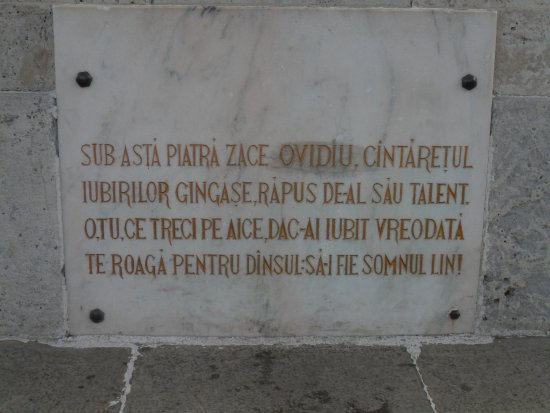 SUB ASTĂ PIATRĂ ZACE OVIDIU, CÎNTĂREȚUL
IUBIRILOR GINGAȘE, RĂPUS DE-AL SĂU TALENT.
O, TU, CE TRECI PE AICE, DAC-AI IUBIT VREODATĂ
TE ROAGĂ PENTRU DÎNSUL: SĂ-I FIE SOMNUL LIN!